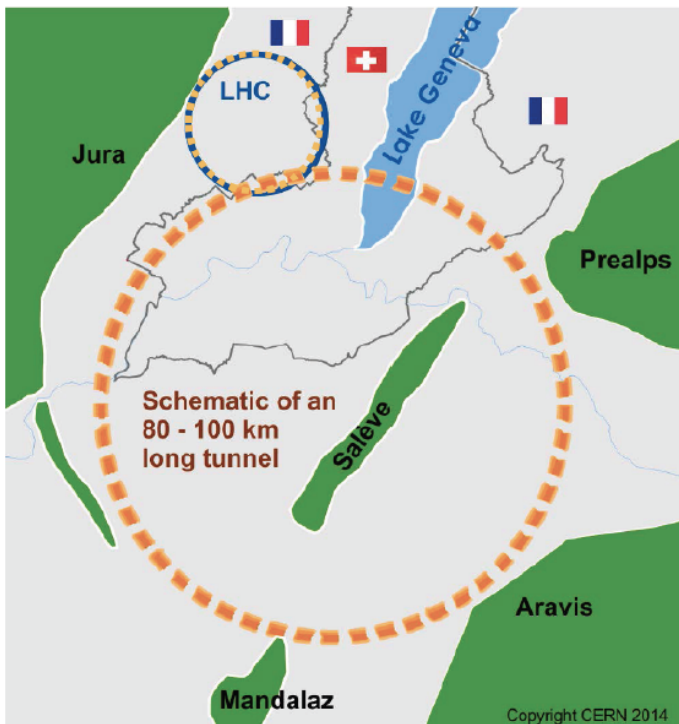 LHC
Lake Geneva
Jura
Prealps
Schematic of an
80 - 100 km
long tunnel
Salève
Aravis
Mandalaz
Copyright CERN 2014